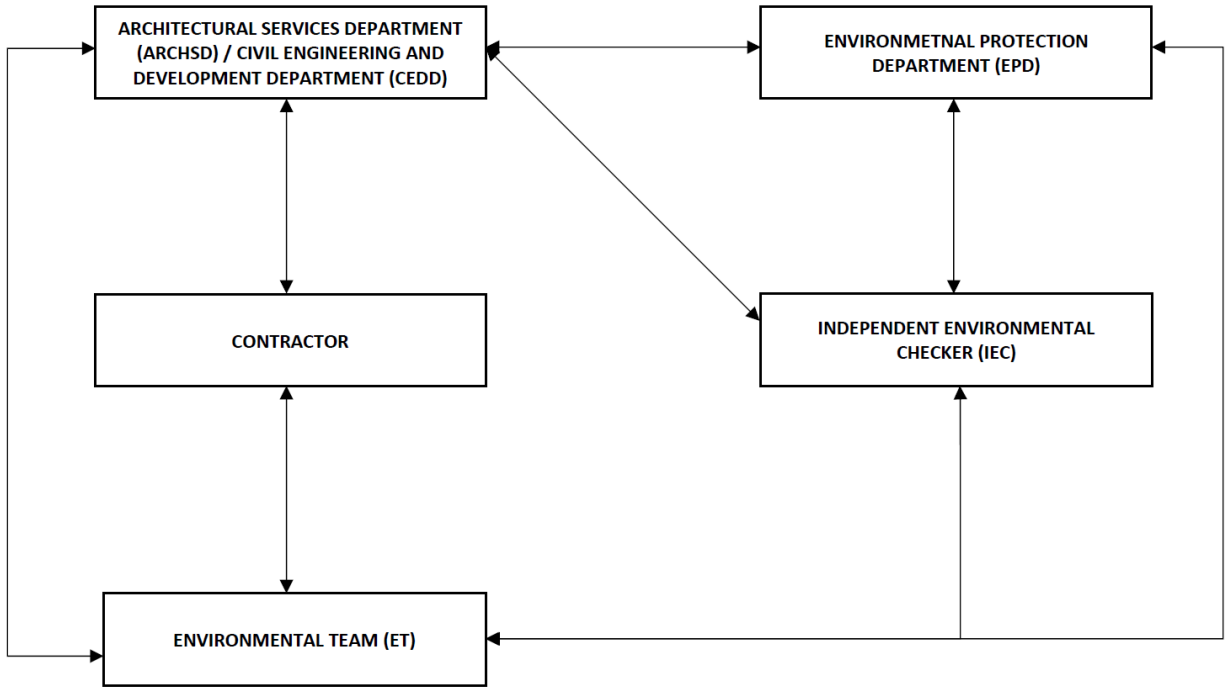 ARCHITECTURAL SERVICES DEPARTMENT
(ARCHSD) / CIVIL ENGINEERING AND
DEVELOPMENT DEPARTMENT (CEDD)
ENVIRONMETNAL PROTECTION
DEPARTMENT (EPD)
CONTRACTOR
INDEPENDENT ENVIRONMENTAL
CHECKER (IEC)
ENVIRONMENTAL TEAM (ET)